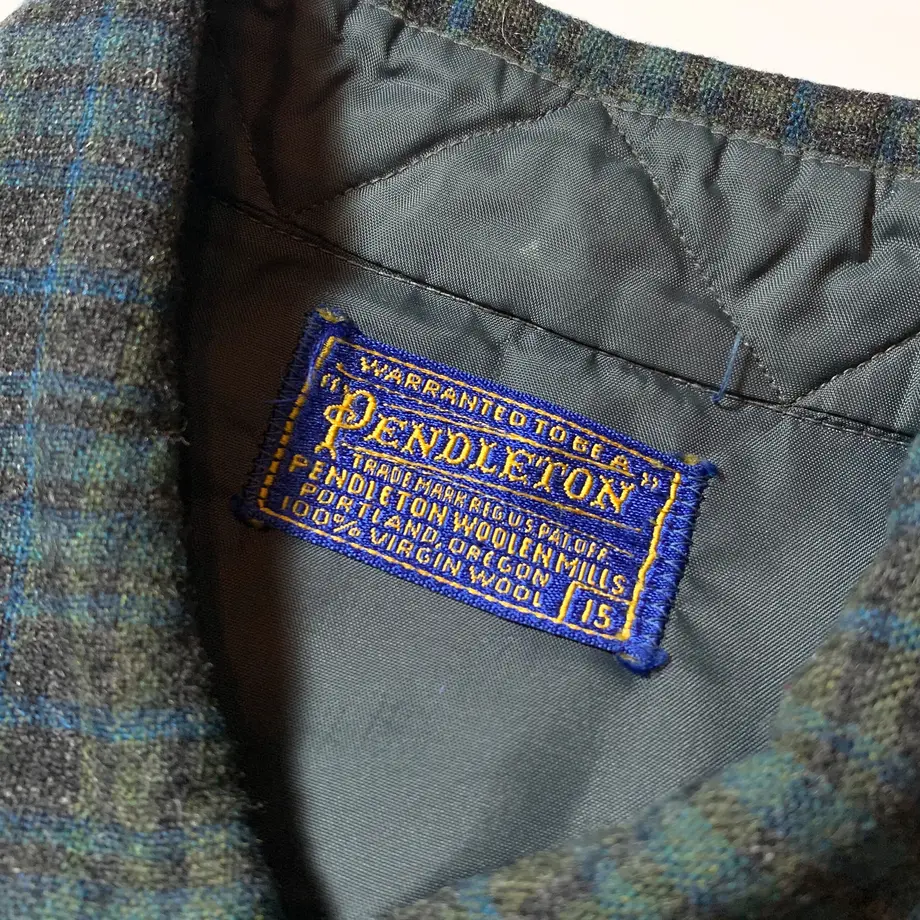 WARRANTED TO BE A
"PENDLETON"
TRADE MARK REG U S PAT. OFF.
PENDLETON WOOLEN MILLS
PORTLAND, OREGON
100% VIRGIN WOOL
15